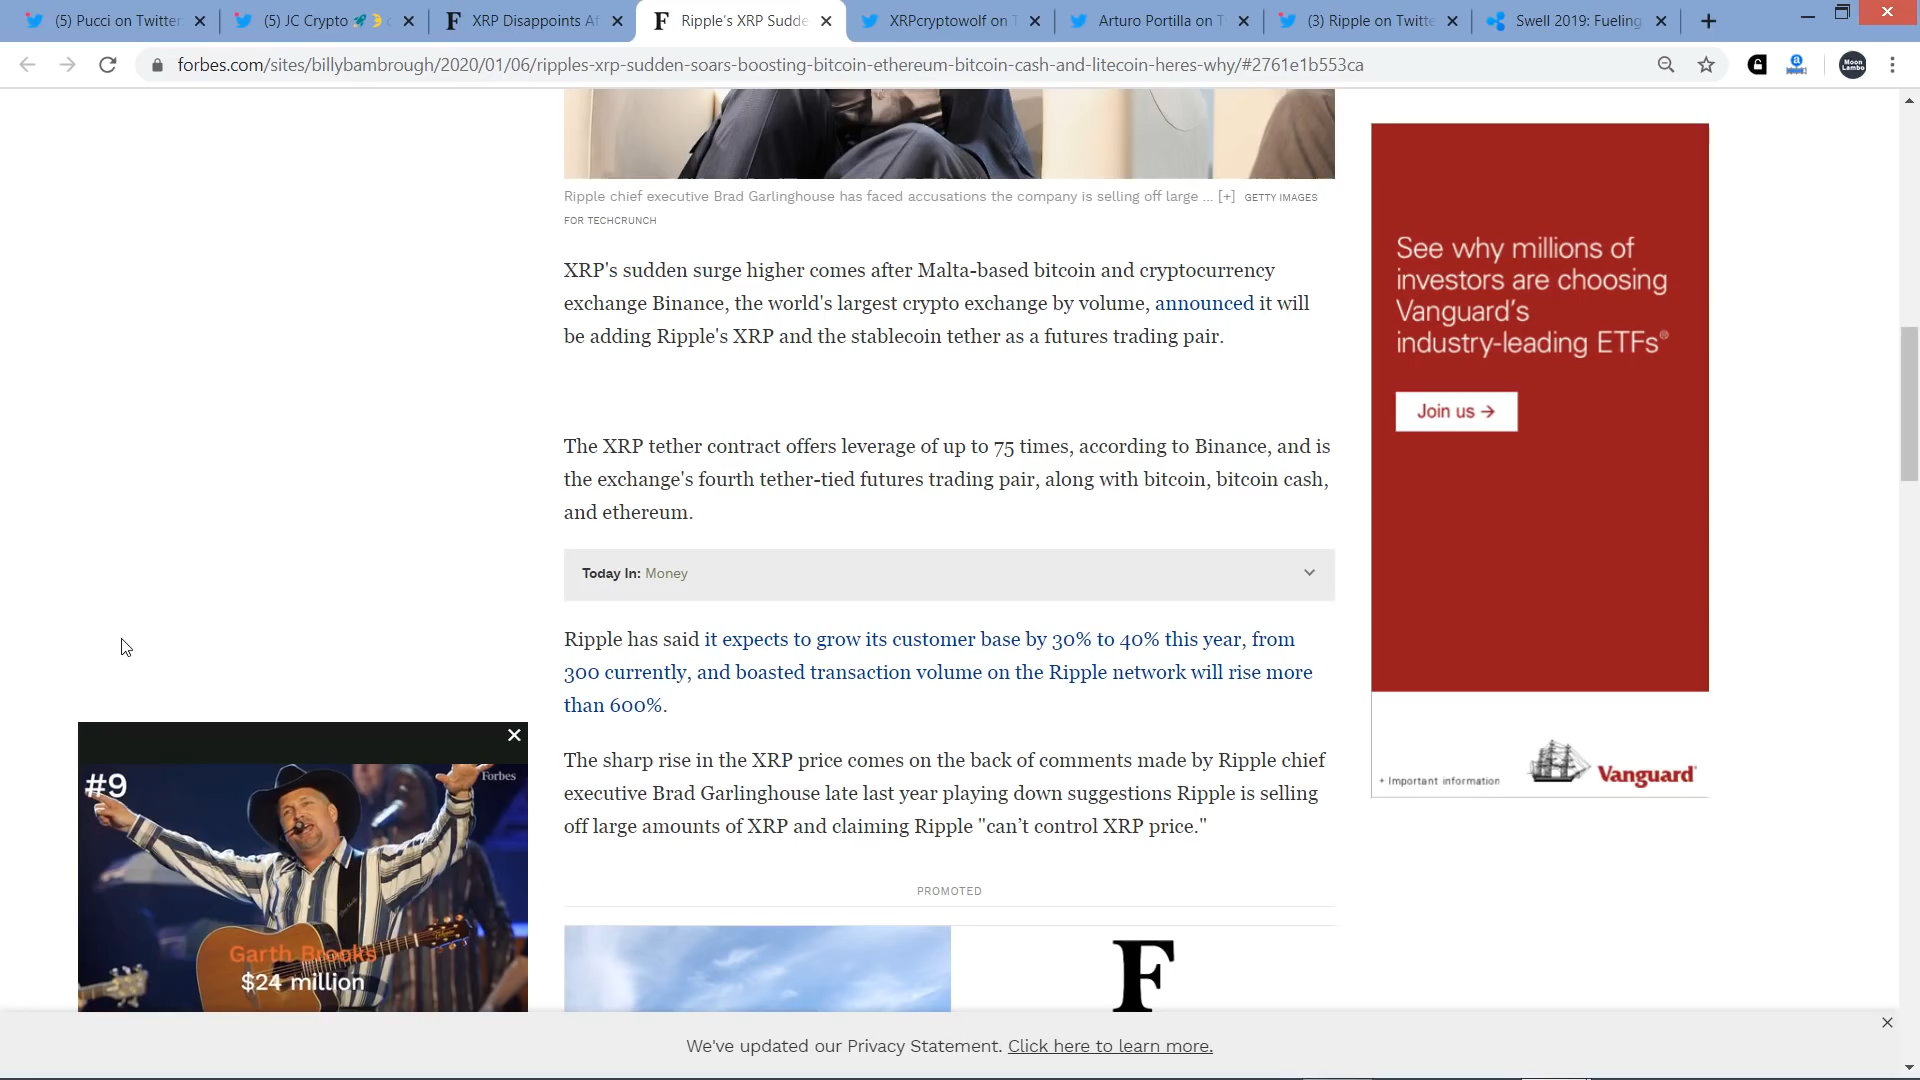 (5) Pucci on Twitter
(5) JC Crypto
XRP Disappoints Af
Ripple's XRP Sudde
XRPcryptowolf on T
Arturo Portilla on T
(3) Ripple on Twitte
Swell 2019: Fueling
forbes.com/sites/billybambrough/2020/01/06/ripples-xrp-sudden-soars-boosting-bitcoin-ethereum-bitcoin-cash-and-litecoin-heres-why/#2761e1b553ca
Moon
Lambo
Ripple chief executive Brad Garlinghouse has faced accusations the company is selling off large ... [+] GETTY IMAGES
FOR TECHCRUNCH
XRP's sudden surge higher comes after Malta-based bitcoin and cryptocurrency
exchange Binance, the world's largest crypto exchange by volume, announced it will
be adding Ripple's XRP and the stablecoin tether as a futures trading pair.
The XRP tether contract offers leverage of up to 75 times, according to Binance, and is
the exchange's fourth tether-tied futures trading pair, along with bitcoin, bitcoin cash,
and ethereum.
Today In: Money
Ripple has said it expects to grow its customer base by 30% to 40% this year, from
300 currently, and boasted transaction volume on the Ripple network will rise more
than 600%.
The sharp rise in the XRP price comes on the back of comments made by Ripple chief
executive Brad Garlinghouse late last year playing down suggestions Ripple is selling
off large amounts of XRP and claiming Ripple "can't control XRP price."
PROMOTED
F
See why millions of
investors are choosing
Vanguard's
industry-leading ETFs®
Join us →
+ Important information
Vanguard®
#9
Forbes
Garth Brooks
$24 million
We've updated our Privacy Statement. Click here to learn more.